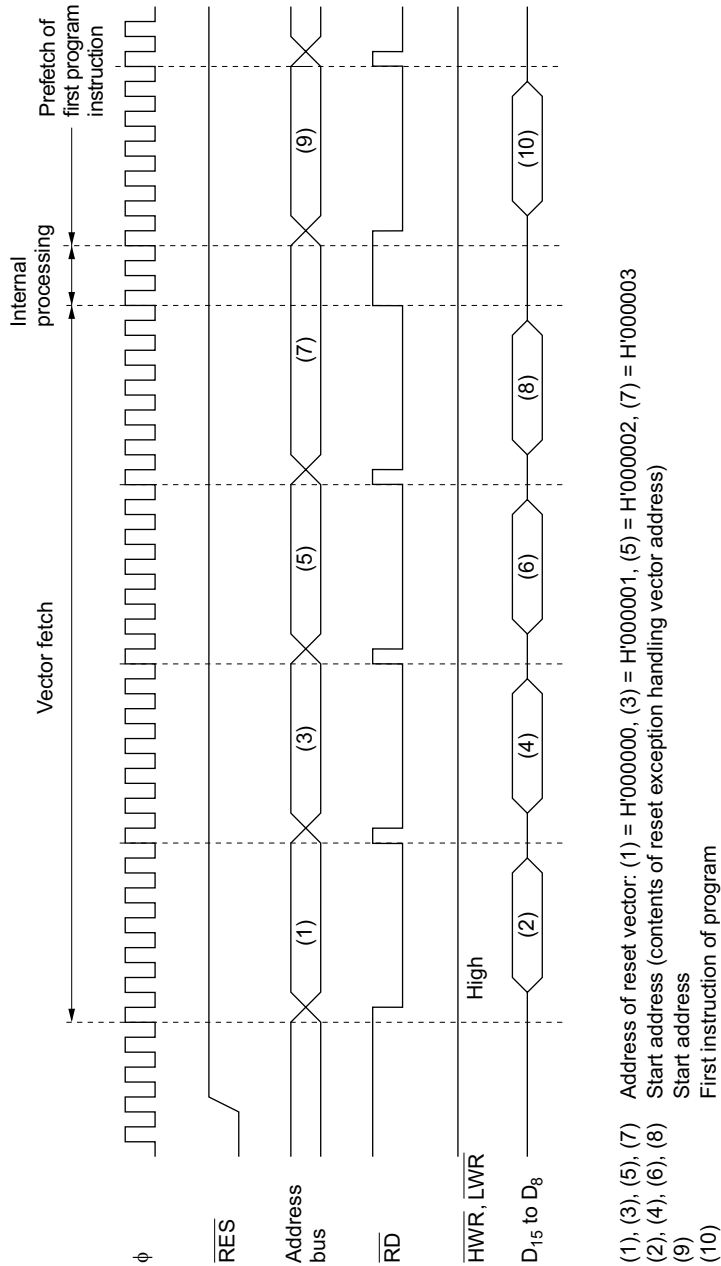 Vector fetch
Internal
processing
Prefetch of
first program
instruction
φ
RES
Address
bus
(1)
(3)
(5)
(7)
(9)
RD
HWR, LWR
High
D15 to D8
(2)
(4)
(6)
(8)
(10)
(1), (3), (5), (7) Address of reset vector: (1) = H'000000, (3) = H'000001, (5) = H'000002, (7) = H'000003
(2), (4), (6), (8) Start address (contents of reset exception handling vector address)
(9) Start address
(10) First instruction of program